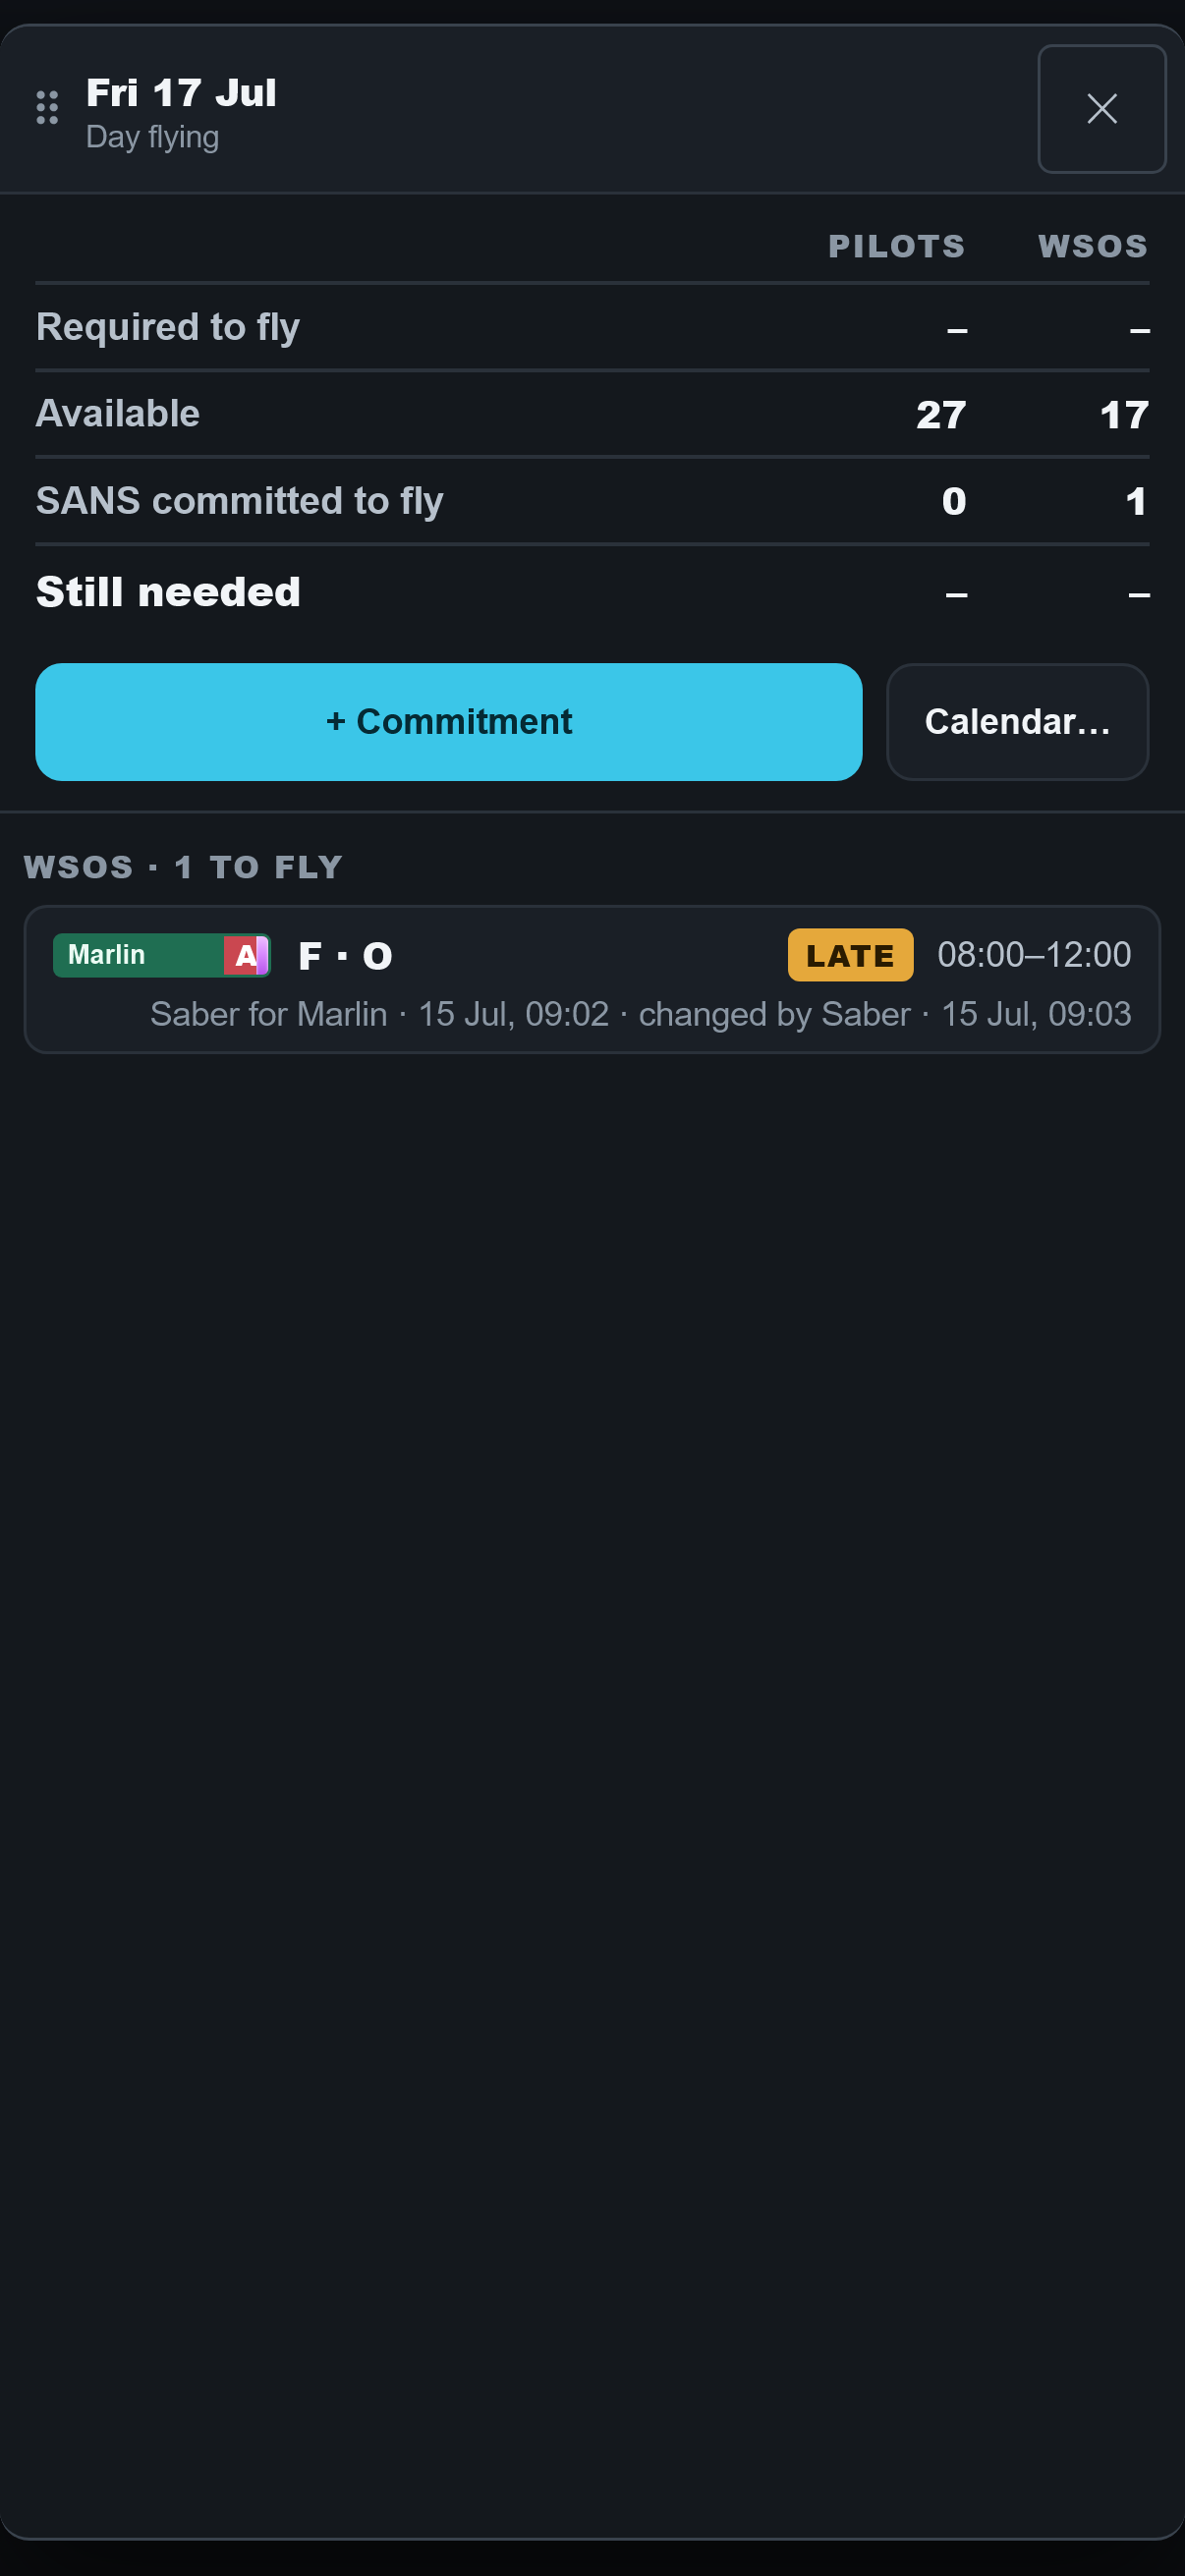 Fri 17 Jul
Day flying
PILOTS WSOS
Required to fly – –
Available 27 17
SANS committed to fly 0 1
Still needed – –
+ Commitment Calendar…
WSOS · 1 TO FLY
Marlin A F · O LATE 08:00–12:00
Saber for Marlin · 15 Jul, 09:02 · changed by Saber · 15 Jul, 09:03